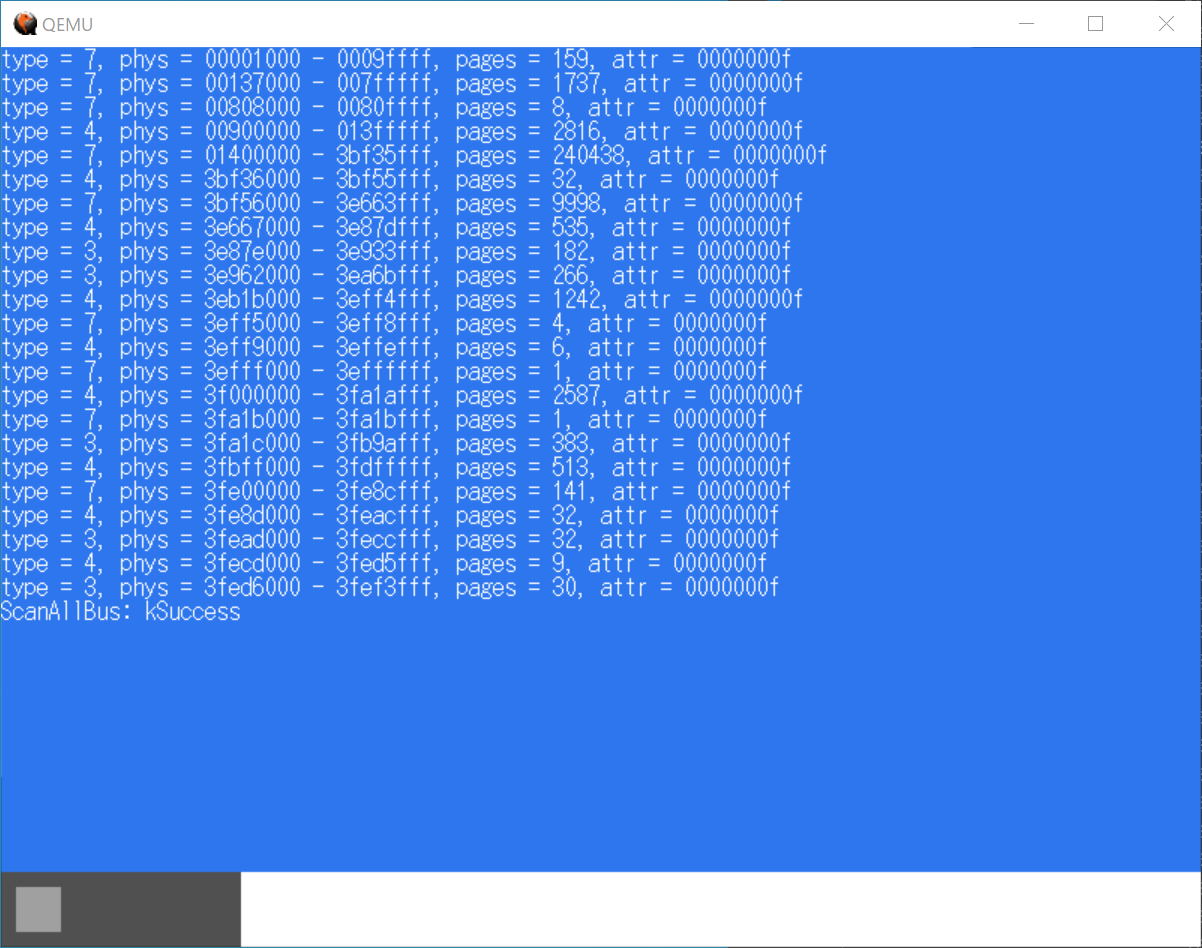 QEMU
type = 7, phys = 00001000 - 0009ffff, pages = 159, attr = 0000000f
type = 7, phys = 00137000 - 007fffff, pages = 1737, attr = 0000000f
type = 7, phys = 00808000 - 0080ffff, pages = 8, attr = 0000000f
type = 4, phys = 00900000 - 013fffff, pages = 2816, attr = 0000000f
type = 7, phys = 01400000 - 3bf35fff, pages = 240438, attr = 0000000f
type = 4, phys = 3bf36000 - 3bf55fff, pages = 32, attr = 0000000f
type = 7, phys = 3bf56000 - 3e663fff, pages = 9998, attr = 0000000f
type = 4, phys = 3e667000 - 3e87dfff, pages = 535, attr = 0000000f
type = 3, phys = 3e87e000 - 3e933fff, pages = 182, attr = 0000000f
type = 3, phys = 3e962000 - 3ea6bfff, pages = 266, attr = 0000000f
type = 4, phys = 3eb1b000 - 3eff4fff, pages = 1242, attr = 0000000f
type = 7, phys = 3eff5000 - 3eff8fff, pages = 4, attr = 0000000f
type = 4, phys = 3eff9000 - 3effefff, pages = 6, attr = 0000000f
type = 7, phys = 3efff000 - 3effffff, pages = 1, attr = 0000000f
type = 4, phys = 3f000000 - 3fa1afff, pages = 2587, attr = 0000000f
type = 7, phys = 3fa1b000 - 3fa1bfff, pages = 1, attr = 0000000f
type = 3, phys = 3fa1c000 - 3fb9afff, pages = 383, attr = 0000000f
type = 4, phys = 3fbff000 - 3fdfffff, pages = 513, attr = 0000000f
type = 7, phys = 3fe00000 - 3fe8cfff, pages = 141, attr = 0000000f
type = 4, phys = 3fe8d000 - 3feacfff, pages = 32, attr = 0000000f
type = 3, phys = 3fead000 - 3feccfff, pages = 32, attr = 0000000f
type = 4, phys = 3fecd000 - 3fed5fff, pages = 9, attr = 0000000f
type = 3, phys = 3fed6000 - 3fef3fff, pages = 30, attr = 0000000f
ScanAllBus: kSuccess